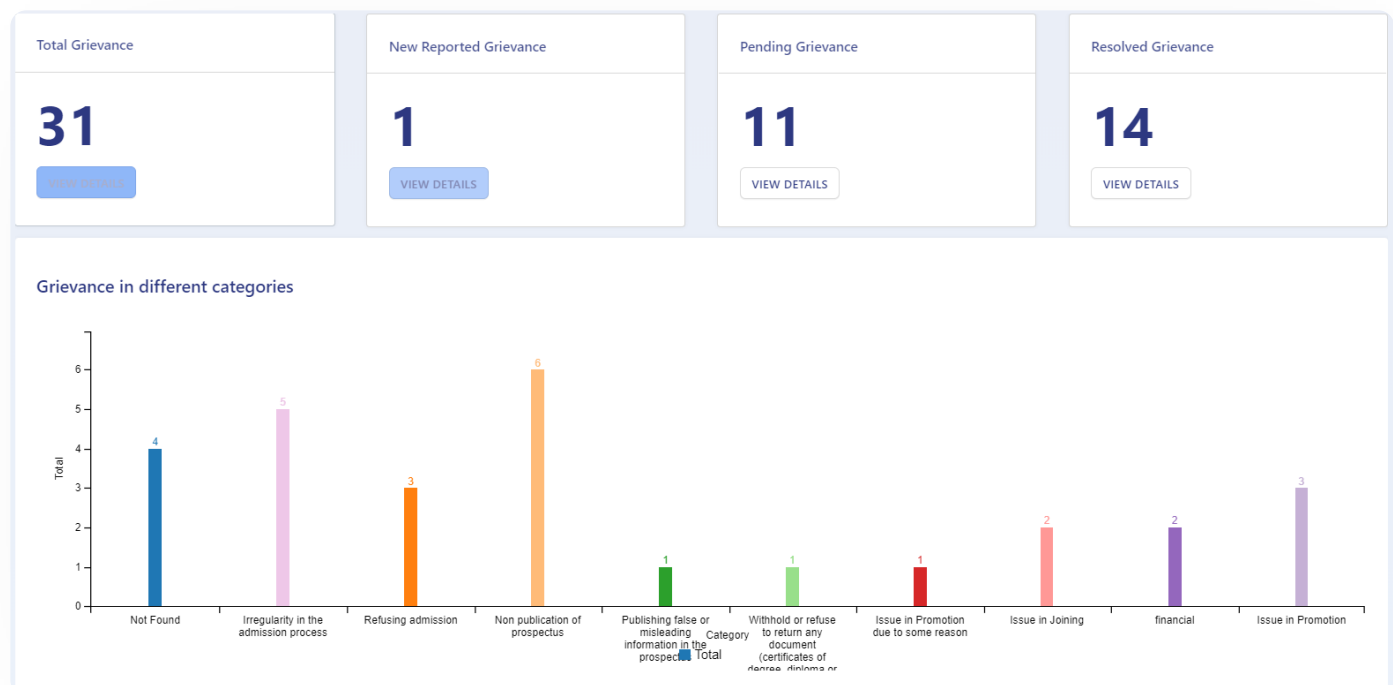 Total Grievance
31
New Reported Grievance
1
VIEW DETAILS
Pending Grievance
11
VIEW DETAILS
Resolved Grievance
14
VIEW DETAILS
Grievance in different categories
Total
6
5
4
3
2
1
0
4
5
3
6
1
1
1
2
2
3
Not Found
Irregularity in the
admission process
Refusing admission
Non publication of
prospectus
Publishing false or
misleading
information in the
Withhold or refuse
to return any
document
(certificates of
degree, diploma or
Issue in Promotion
due to some reason
Issue in Joining
financial
Issue in Promotion
Category
Total